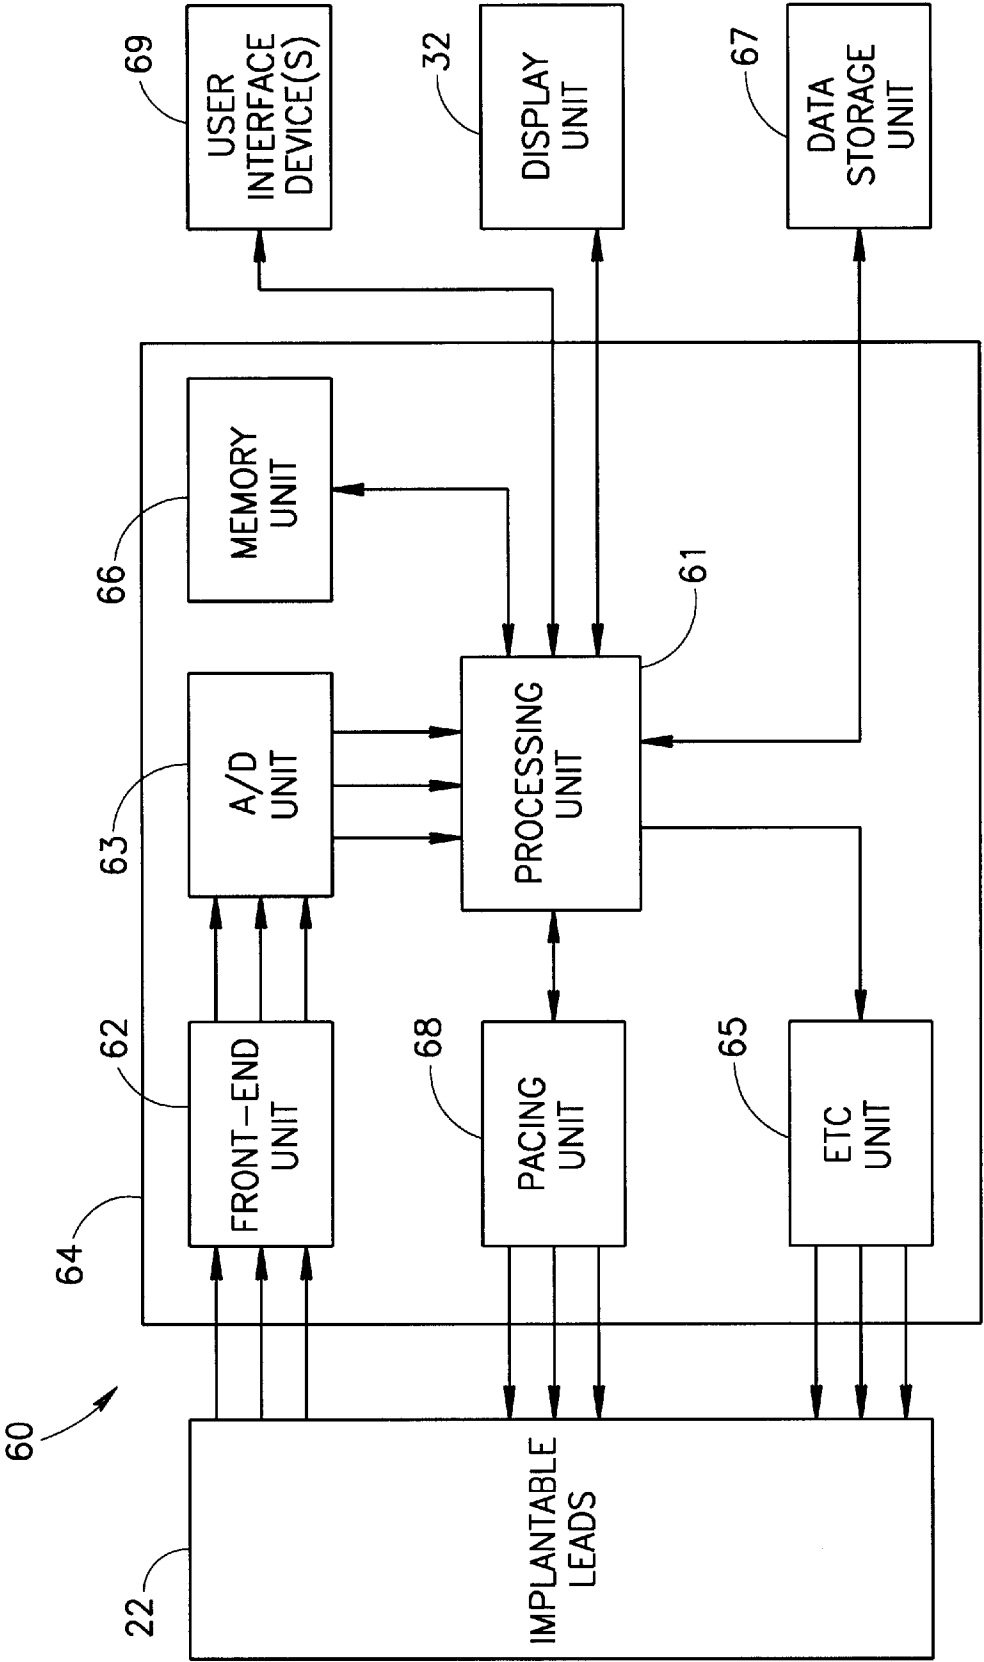 60
22
IMPLANTABLE
LEADS
64
62
FRONT-END
UNIT
63
A/D
UNIT
66
MEMORY
UNIT
68
PACING
UNIT
PROCESSING
UNIT
61
65
ETC
UNIT
69
USER
INTERFACE
DEVICE(S)
32
DISPLAY
UNIT
67
DATA
STORAGE
UNIT